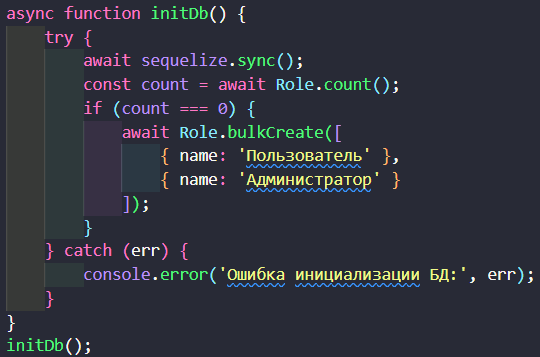 async function initDb() {
    try {
        await sequelize.sync();
        const count = await Role.count();
        if (count === 0) {
            await Role.bulkCreate([
                { name: 'Пользователь' },
                { name: 'Администратор' }
            ]);
        }
    } catch (err) {
        console.error('Ошибка инициализации БД:', err);
    }
}
initDb();